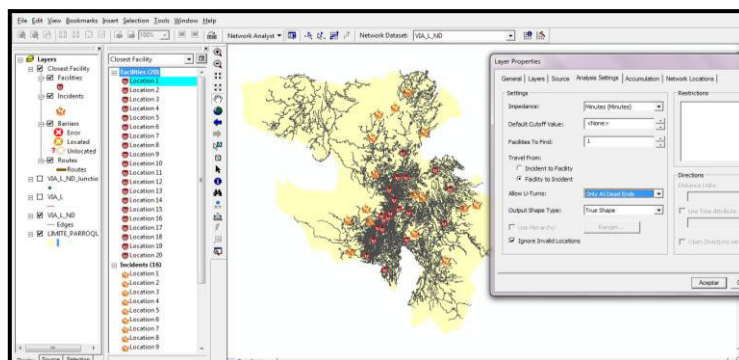 File Edit View Bookmarks Insert Selection Tools Window Help
100%
Network Analyst
Network Dataset: VIA_L_ND
Layers
Closest Facility
Facilities
Incidents
Barriers
Error
Located
Unlocated
Routes
Routes
VIA_L_ND_Junctio
VIA_L
VIA_L_ND
Edges
LIMITE_PARROQL
Display Source Selection
Closest Facility
Facilities (20)
Location 1
Location 2
Location 3
Location 4
Location 5
Location 6
Location 7
Location 8
Location 9
Location 10
Location 11
Location 12
Location 13
Location 14
Location 15
Location 16
Location 17
Location 18
Location 19
Location 20
Incidents (16)
Location 1
Location 2
Location 3
Location 4
Location 5
Location 6
Location 7
Location 8
Location 9
Layer Properties
General Layers Source Analysis Settings Accumulation Network Locations
Settings
Impedance: Minutes (Minutes)
Default Cutoff Value: <None>
Facilities To Find: 1
Travel From:
Incident to Facility
Facility to Incident
Allow U-Turns: Only At Dead Ends
Output Shape Type: True Shape
Use Hierarchy Ranges...
Ignore Invalid Locations
Restrictions
Directions
Distance Units:
Use Time Attribute
Open Directions
Aceptar